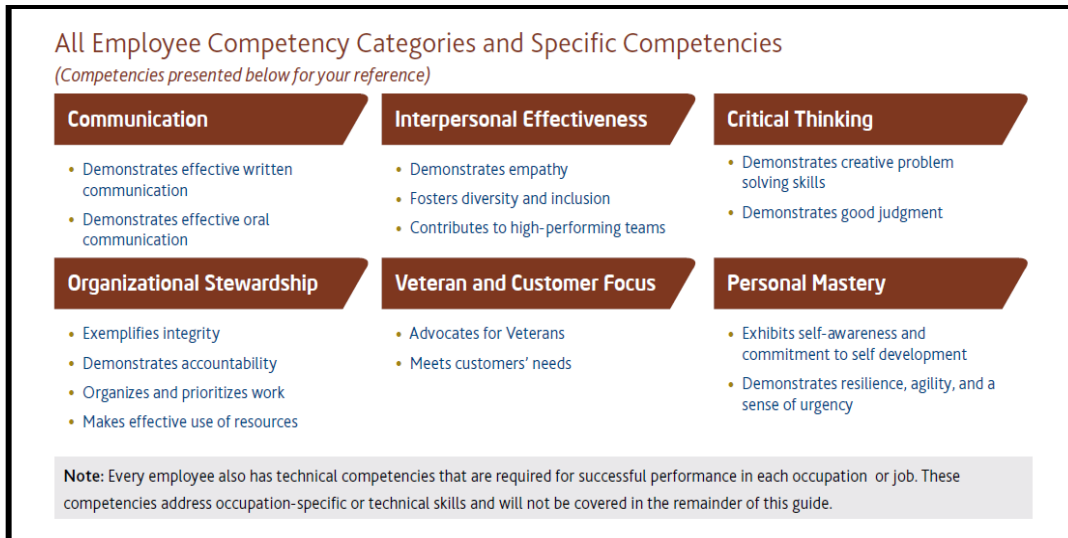 All Employee Competency Categories and Specific Competencies
(Competencies presented below for your reference)
Communication
• Demonstrates effective written
communication
• Demonstrates effective oral
communication
Interpersonal Effectiveness
• Demonstrates empathy
• Fosters diversity and inclusion
• Contributes to high-performing teams
Critical Thinking
• Demonstrates creative problem
solving skills
• Demonstrates good judgment
Organizational Stewardship
• Exemplifies integrity
• Demonstrates accountability
• Organizes and prioritizes work
• Makes effective use of resources
Veteran and Customer Focus
• Advocates for Veterans
• Meets customers’ needs
Personal Mastery
• Exhibits self-awareness and
commitment to self development
• Demonstrates resilience, agility, and a
sense of urgency
Note: Every employee also has technical competencies that are required for successful performance in each occupation or job. These
competencies address occupation-specific or technical skills and will not be covered in the remainder of this guide.